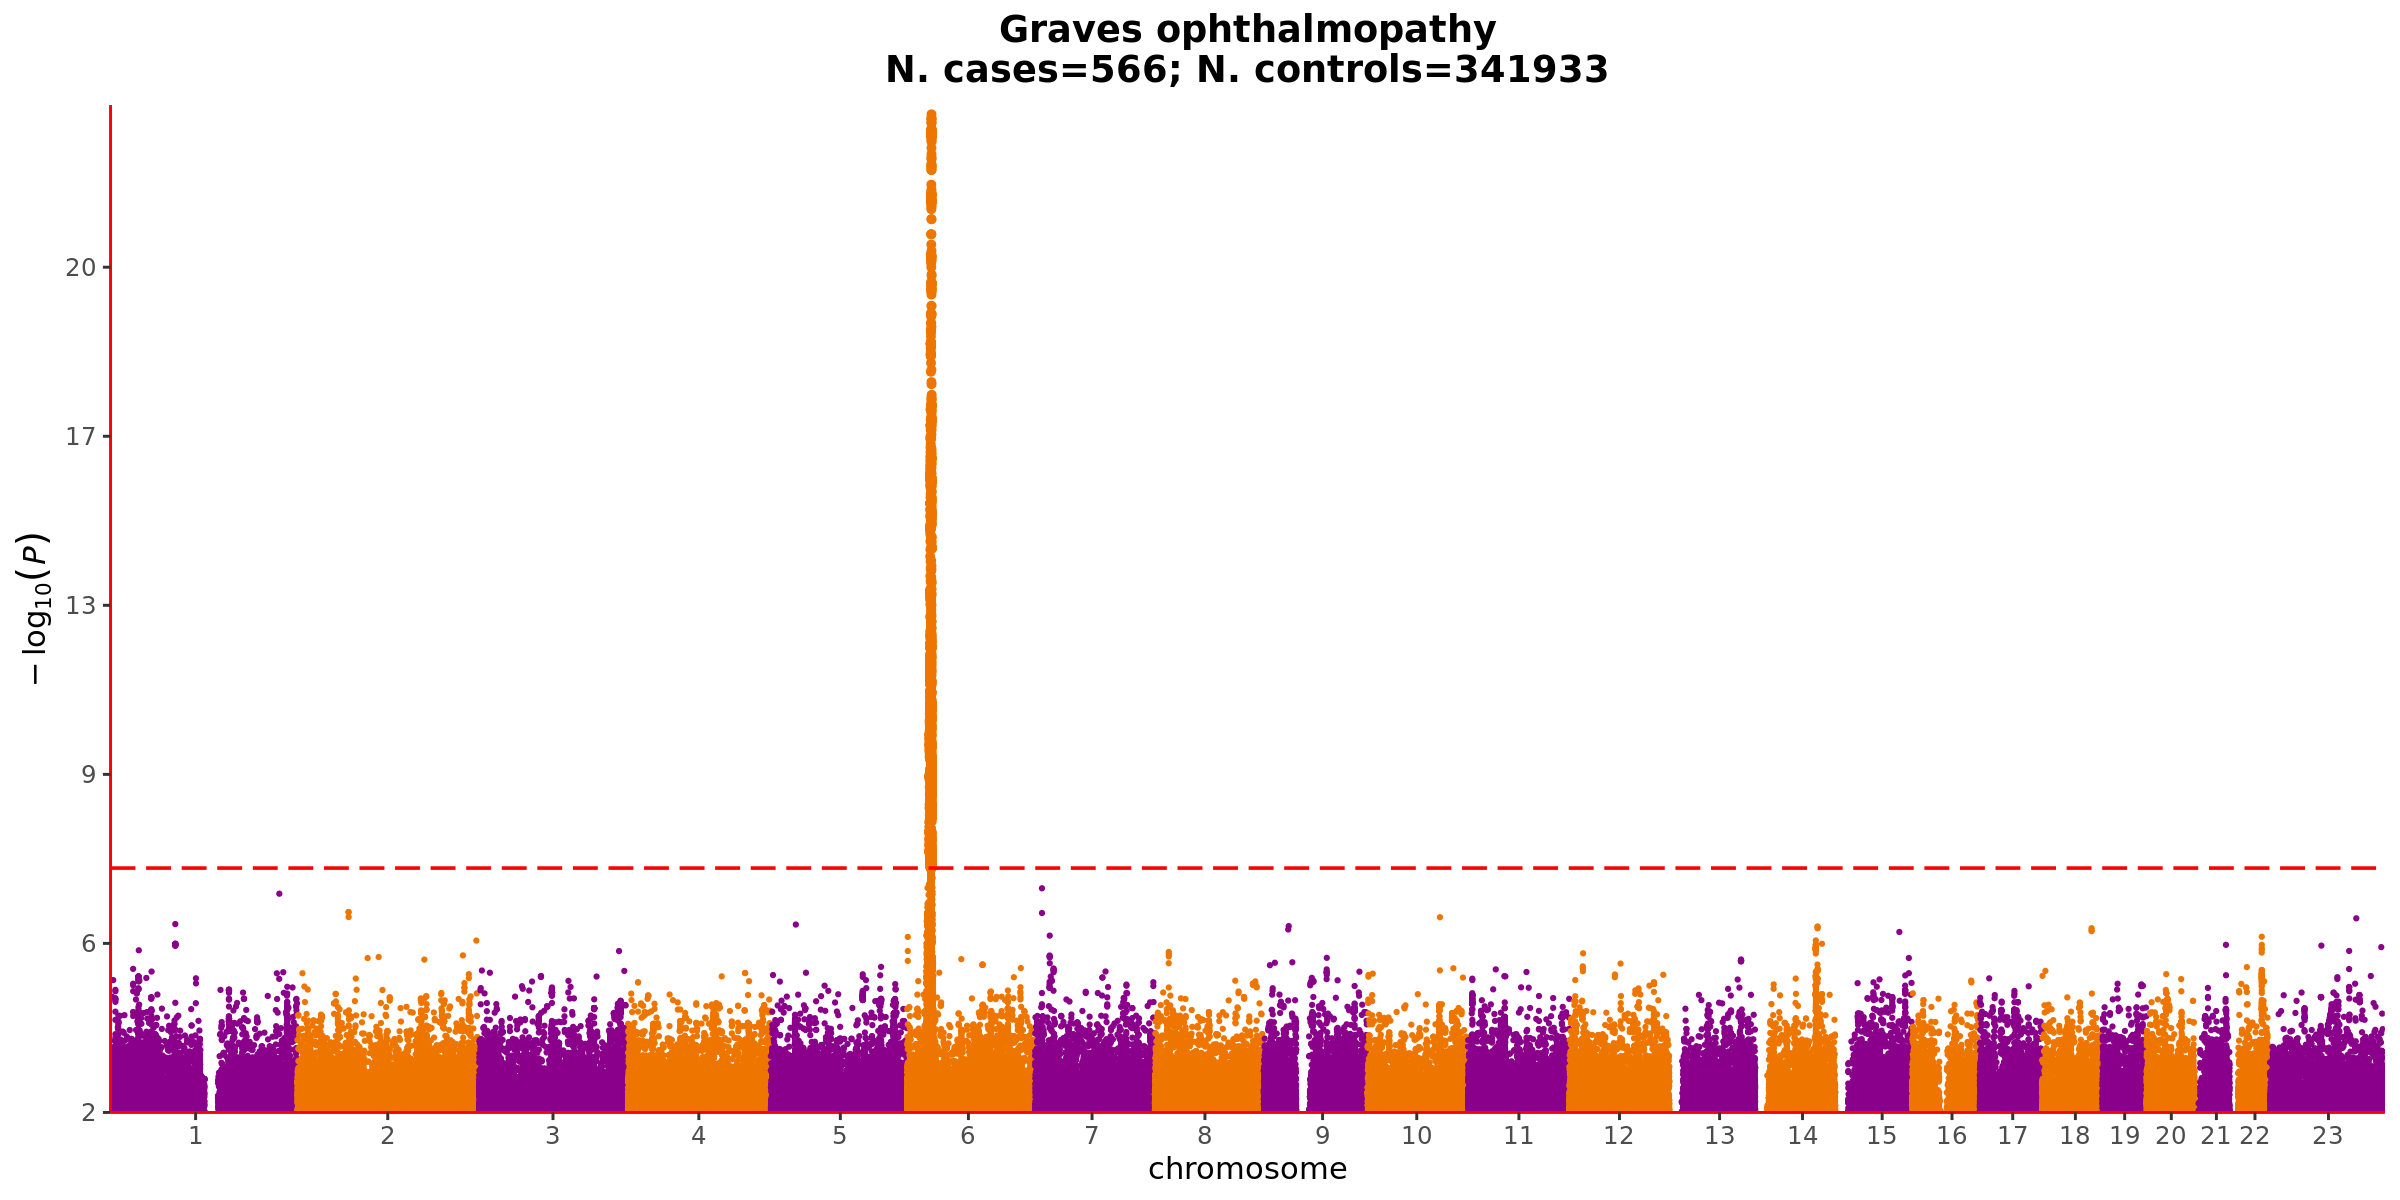 Graves ophthalmopathy
N. cases=566; N. controls=341933
20
17
13
9
6
2
− log10(P)
1 2 3 4 5 6 7 8 9 10 11 12 13 14 15 16 17 18 19 20 21 22 23
chromosome